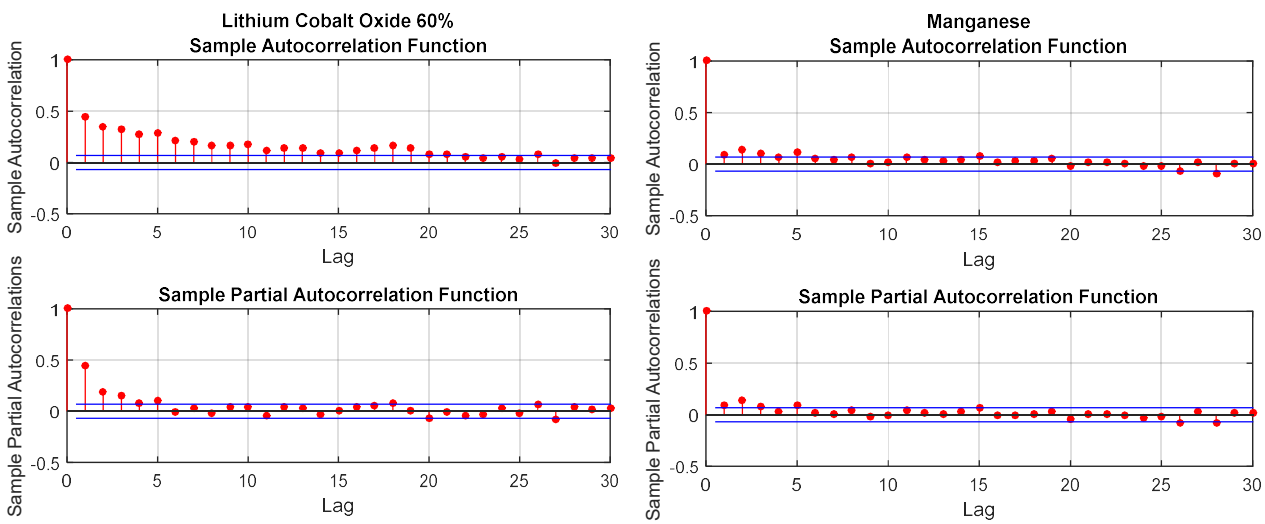 Lithium Cobalt Oxide 60%
Sample Autocorrelation Function
Sample Autocorrelation
1
0.5
0
-0.5
0 5 10 15 20 25 30
Lag
Manganese
Sample Autocorrelation Function
Sample Autocorrelation
1
0.5
0
-0.5
0 5 10 15 20 25 30
Lag
Sample Partial Autocorrelation Function
Sample Partial Autocorrelations
1
0.5
0
-0.5
0 5 10 15 20 25 30
Lag
Sample Partial Autocorrelation Function
Sample Partial Autocorrelations
1
0.5
0
-0.5
0 5 10 15 20 25 30
Lag